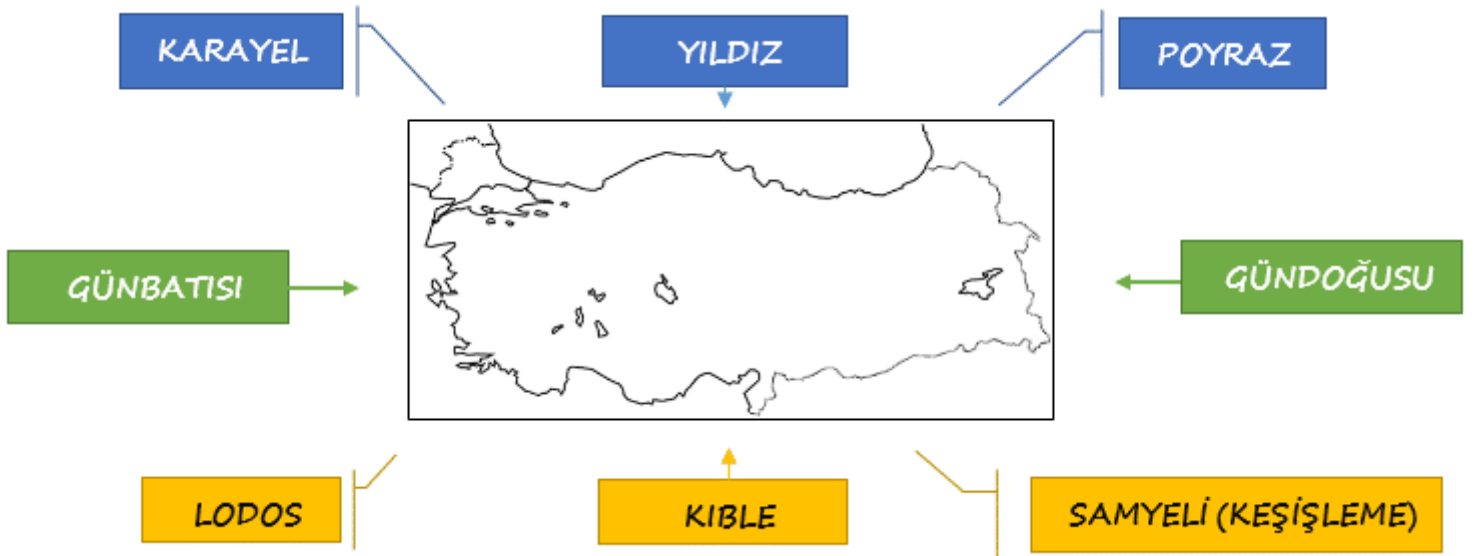 KARAYEL
YILDIZ
POYRAZ
GÜNBATISI
GÜNDOĞUSU
LODOS
KIBLE
SAMYELİ (KEŞİŞLEME)